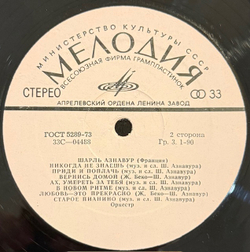 МИНИСТЕРСТВО КУЛЬТУРЫ СССР
МЕЛОДИЯ
ВСЕСОЮЗНАЯ ФИРМА ГРАМПЛАСТИНОК
СТЕРЕО
33
АПРЕЛЕВСКИЙ ОРДЕНА ЛЕНИНА ЗАВОД
ГОСТ 5289-73
2 сторона
33С—04488
Гр. 3. 1-90
ШАРЛЬ АЗНАВУР (Франция)
НИКОГДА НЕ ЗНАЕШЬ (муз. и сл. Ш. Азнавура)
ПРИДИ И ПОПЛАЧЬ (муз. и сл. Ш. Азнавура)
ВЕРНИСЬ ДОМОЙ (Ж. — Ш. Азнавур)
АХ, УМЕРЕТЬ ЗА ТЕБЯ (муз. и сл. Ш. Азнавура)
В НОВОМ РИТМЕ (муз. и сл. Ш. Азнавура)
ЛЮБОВЬ—ЭТО ПРЕКРАСНО (Ж. —Ш. Азнавур)
СТАРОЕ ПИАНИНО (муз. и сл. Ш. Азнавура)
Оркестр